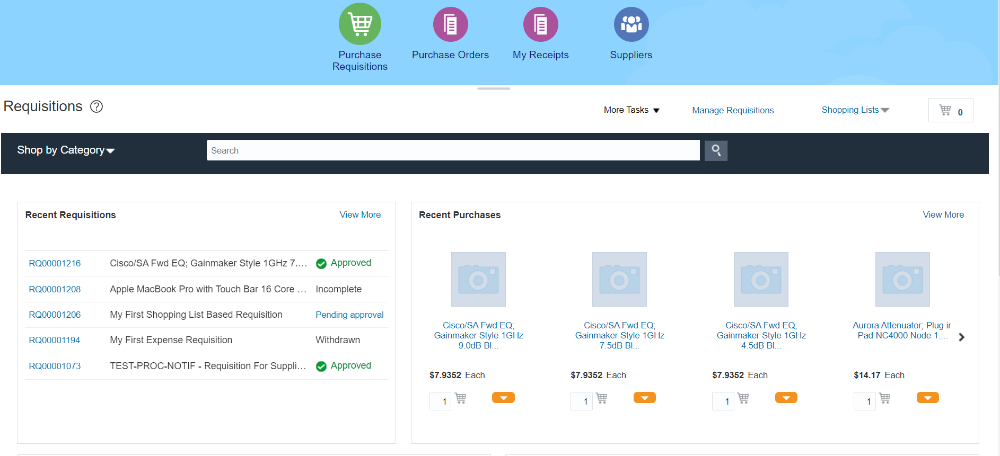 Purchase
Requisitions
Purchase Orders
My Receipts
Suppliers
Requisitions ?
More Tasks
Manage Requisitions
Shopping Lists
0
Shop by Category
Search
Recent Requisitions
View More
RQ00001216 Cisco/SA Fwd EQ; Gainmaker Style 1GHz 7.... Approved
RQ00001208 Apple MacBook Pro with Touch Bar 16 Core ... Incomplete
RQ00001206 My First Shopping List Based Requisition Pending approval
RQ00001194 My First Expense Requisition Withdrawn
RQ00001073 TEST-PROC-NOTIF - Requisition For Suppli... Approved
Recent Purchases
View More
Cisco/SA Fwd EQ;
Gainmaker Style 1GHz
9.0dB Bl...
$7.9352 Each
1
Cisco/SA Fwd EQ;
Gainmaker Style 1GHz
7.5dB Bl...
$7.9352 Each
1
Cisco/SA Fwd EQ;
Gainmaker Style 1GHz
4.5dB Bl...
$7.9352 Each
1
Aurora Attenuator; Plug ir
Pad NC4000 Node 1....
$14.17 Each
1